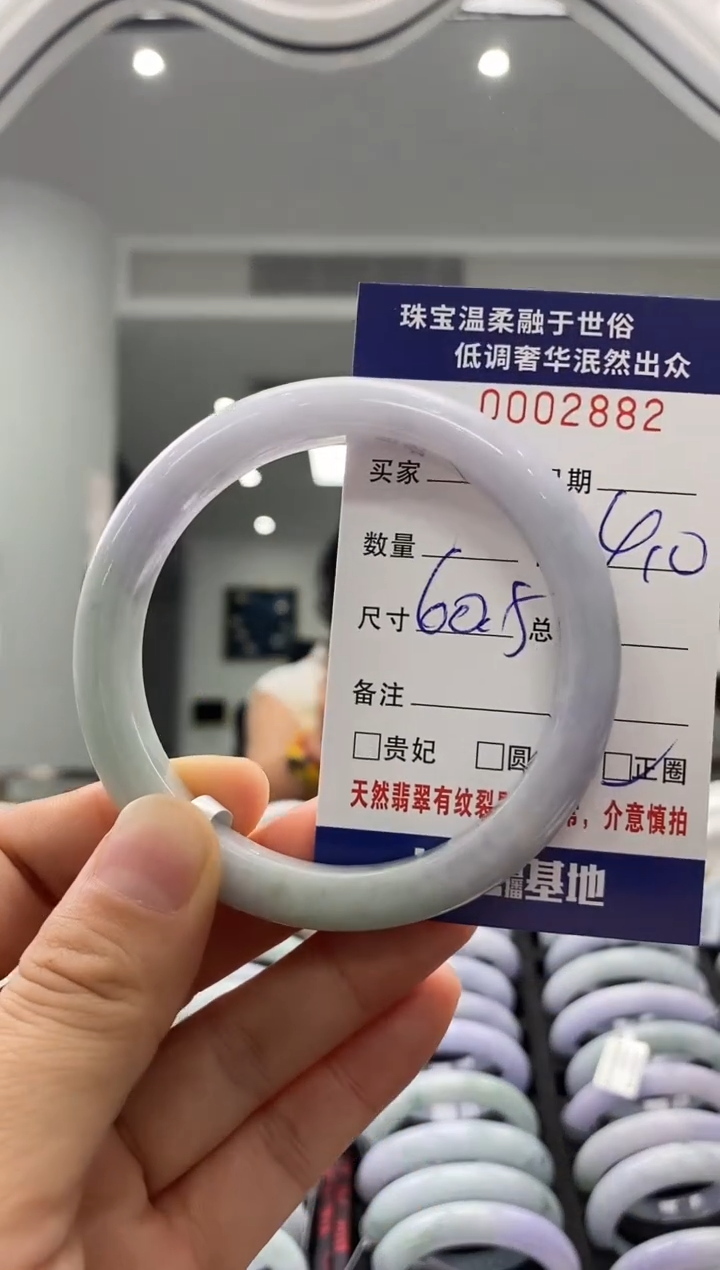 珠宝温柔融于世俗
低调奢华泯然出众
0002882
买家 期
数量 410
尺寸 60.5 总
备注
□贵妃 □圆 □正圈
天然翡翠有纹裂 ，介意慎拍
播基地